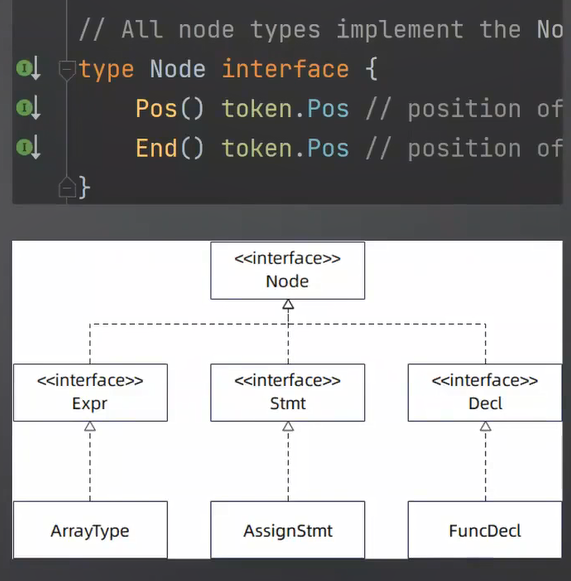 // All node types implement the No
type Node interface {
Pos() token.Pos // position of
End() token.Pos // position of
}
<<interface>>
Node
<<interface>>
Expr
<<interface>>
Stmt
<<interface>>
Decl
ArrayType
AssignStmt
FuncDecl